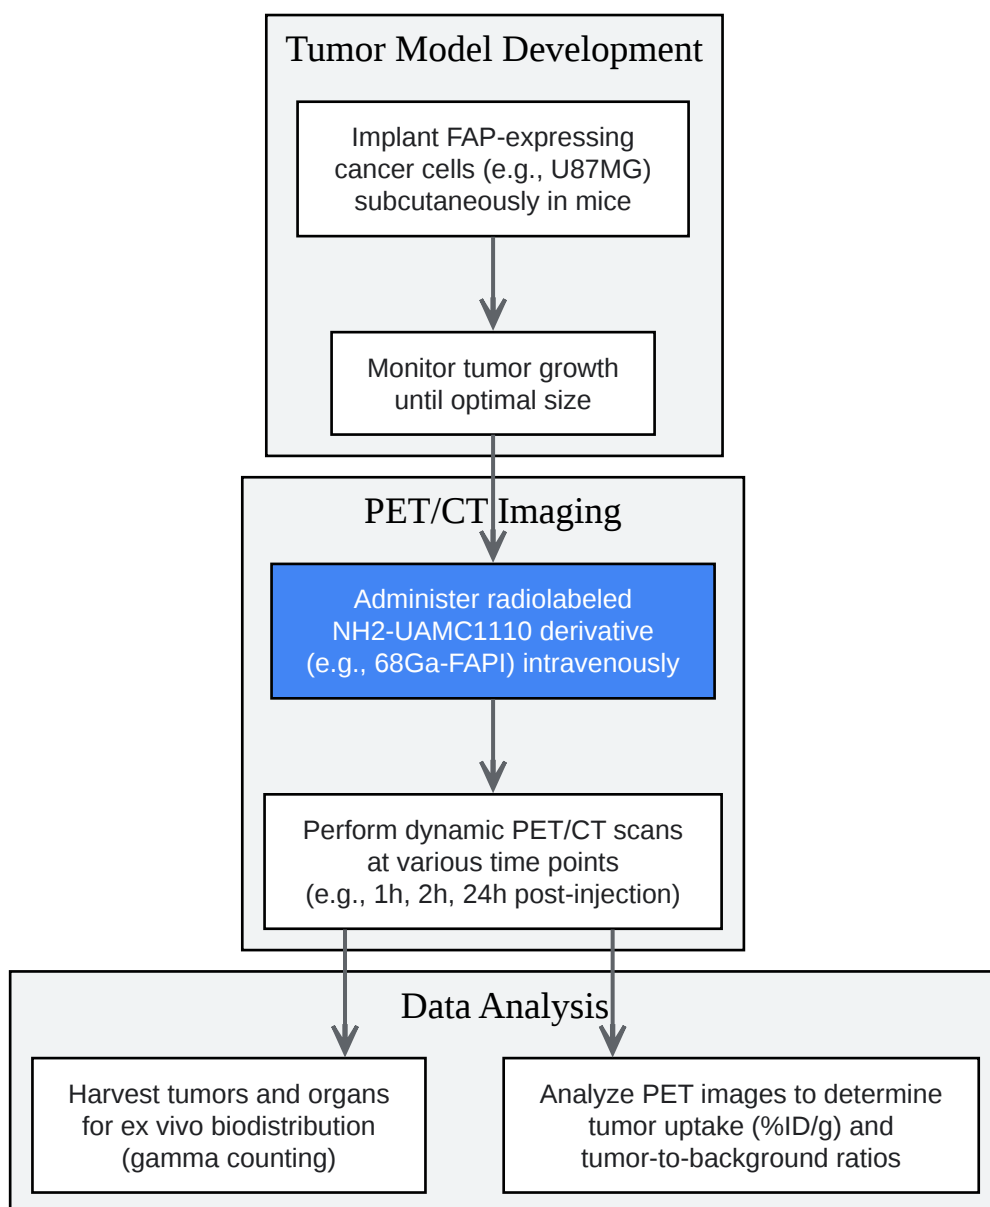 Tumor Model Development
Implant FAP-expressing
cancer cells (e.g., U87MG)
subcutaneously in mice
Monitor tumor growth
until optimal size
PET/CT Imaging
Administer radiolabeled
NH2-UAMC1110 derivative
(e.g., 68Ga-FAPI) intravenously
Perform dynamic PET/CT scans
at various time points
(e.g., 1h, 2h, 24h post-injection)
Data Analysis
Harvest tumors and organs
for ex vivo biodistribution
(gamma counting)
Analyze PET images to determine
tumor uptake (%ID/g) and
tumor-to-background ratios